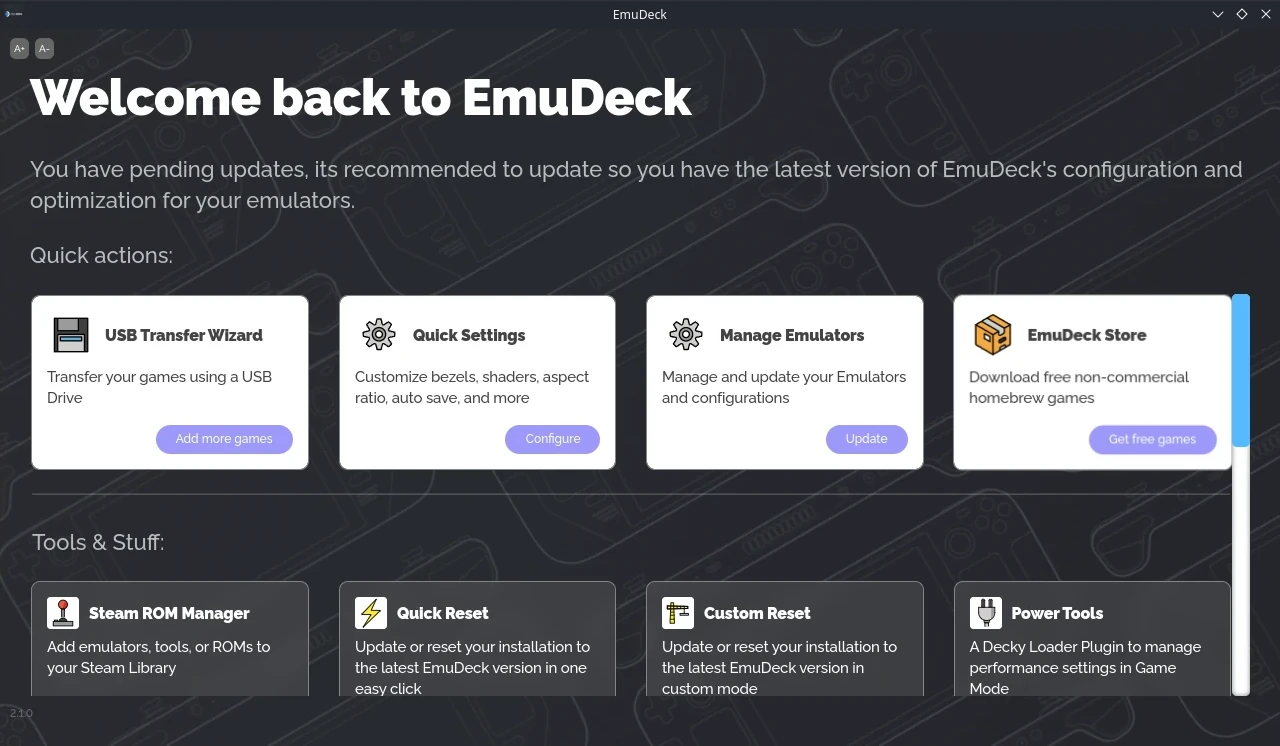 EmuDeck
A+ A-
Welcome back to EmuDeck
You have pending updates, its recommended to update so you have the latest version of EmuDeck's configuration and
optimization for your emulators.
Quick actions:
USB Transfer Wizard
Transfer your games using a USB
Drive
Add more games
Quick Settings
Customize bezels, shaders, aspect
ratio, auto save, and more
Configure
Manage Emulators
Manage and update your Emulators
and configurations
Update
EmuDeck Store
Download free non-commercial
homebrew games
Get free games
Tools & Stuff:
Steam ROM Manager
Add emulators, tools, or ROMs to
your Steam Library
Quick Reset
Update or reset your installation to
the latest EmuDeck version in one
easy click
Custom Reset
Update or reset your installation to
the latest EmuDeck version in
custom mode
Power Tools
A Decky Loader Plugin to manage
performance settings in Game
Mode
2.1.0